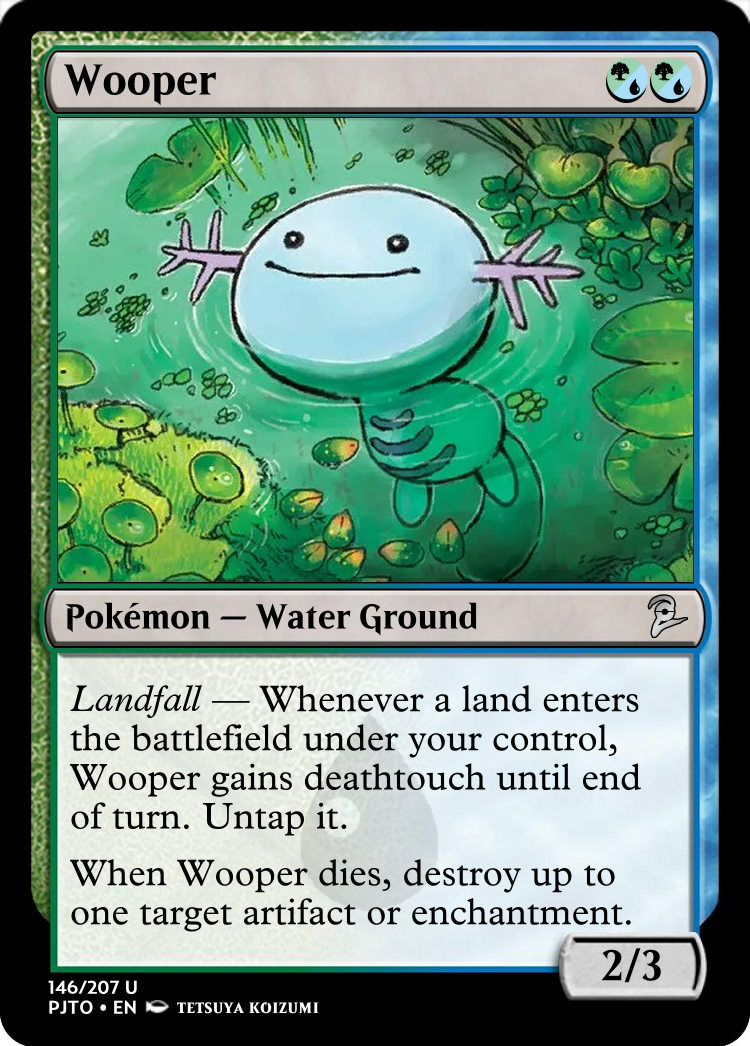 Wooper
Pokémon — Water Ground
Landfall — Whenever a land enters
the battlefield under your control,
Wooper gains deathtouch until end
of turn. Untap it.
When Wooper dies, destroy up to
one target artifact or enchantment.
2/3
146/207 U
PJTO • EN TETSUYA KOIZUMI